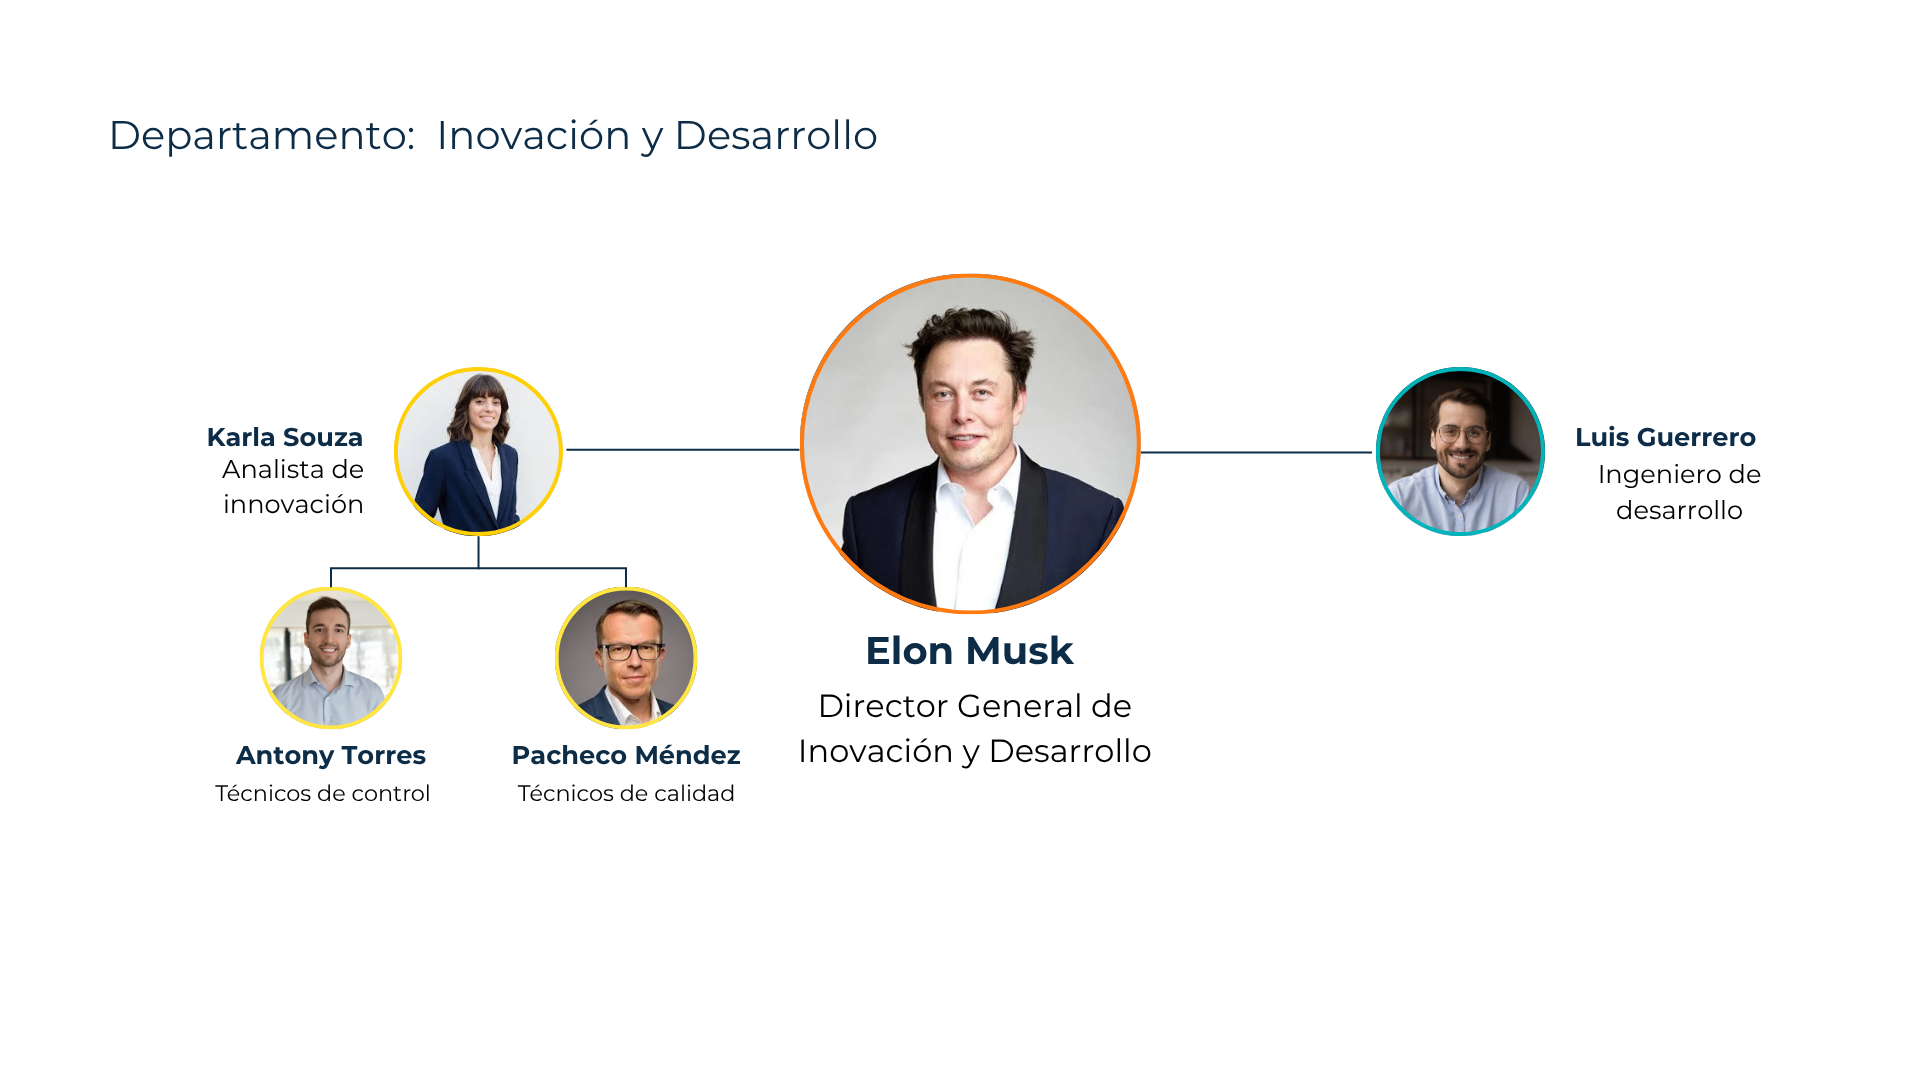 Departamento:  Inovación y Desarrollo
Karla Souza
Analista de
innovación
Luis Guerrero
Ingeniero de
desarrollo
Elon Musk
Director General de
Inovación y Desarrollo
Antony Torres
Técnicos de control
Pacheco Méndez
Técnicos de calidad